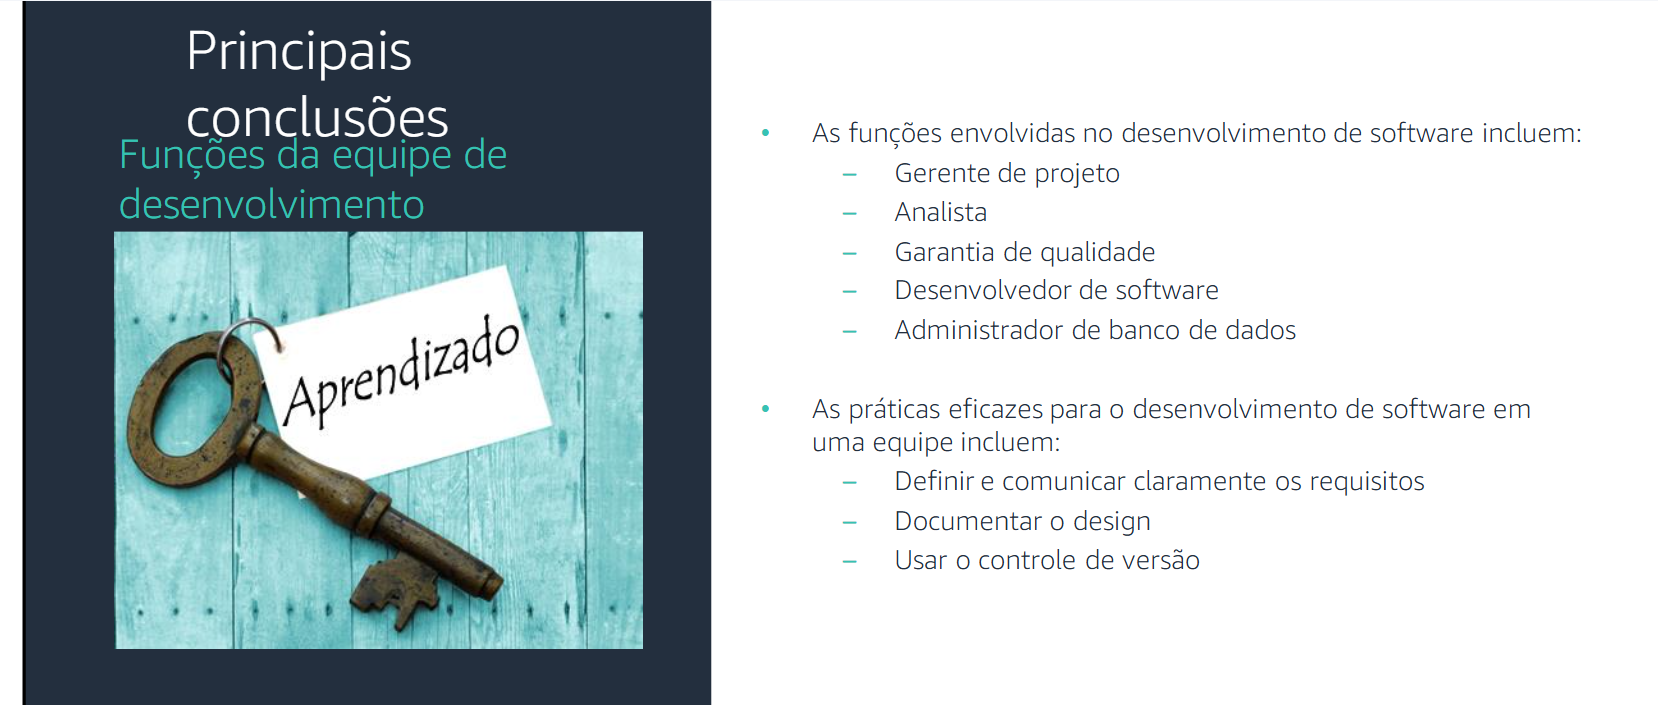 Principais
conclusões
Funções da equipe de
desenvolvimento
Aprendizado
• As funções envolvidas no desenvolvimento de software incluem:
– Gerente de projeto
– Analista
– Garantia de qualidade
– Desenvolvedor de software
– Administrador de banco de dados
• As práticas eficazes para o desenvolvimento de software em
uma equipe incluem:
– Definir e comunicar claramente os requisitos
– Documentar o design
– Usar o controle de versão